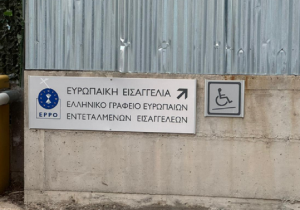 ΕΥΡΩΠΑΪΚΗ ΕΙΣΑΓΓΕΛΙΑ
ΕΛΛΗΝΙΚΟ ΓΡΑΦΕΙΟ ΕΥΡΩΠΑΙΩΝ
ΕΝΤΕΤΑΛΜΕΝΩΝ ΕΙΣΑΓΓΕΛΕΩΝ
EPPO